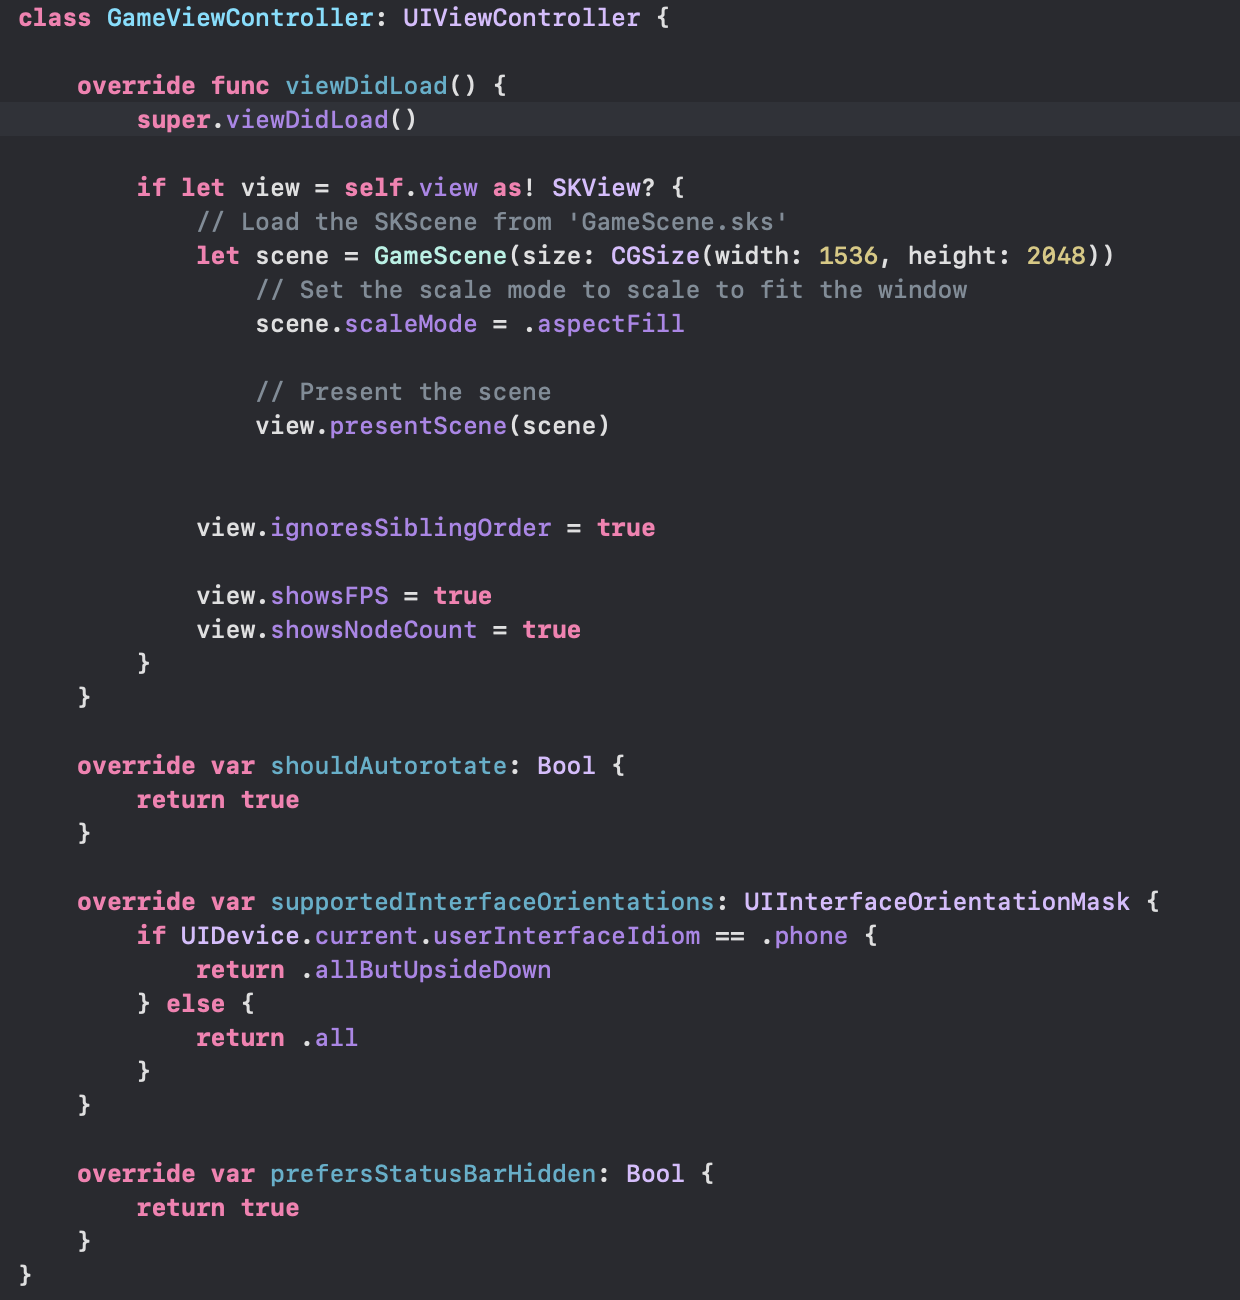 class GameViewController: UIViewController {
override func viewDidLoad() {
super.viewDidLoad()
if let view = self.view as! SKView? {
// Load the SKScene from 'GameScene.sks'
let scene = GameScene(size: CGSize(width: 1536, height: 2048))
// Set the scale mode to scale to fit the window
scene.scaleMode = .aspectFill
// Present the scene
view.presentScene(scene)
view.ignoresSiblingOrder = true
view.showsFPS = true
view.showsNodeCount = true
}
}
override var shouldAutorotate: Bool {
return true
}
override var supportedInterfaceOrientations: UIInterfaceOrientationMask {
if UIDevice.current.userInterfaceIdiom == .phone {
return .allButUpsideDown
} else {
return .all
}
}
override var prefersStatusBarHidden: Bool {
return true
}
}